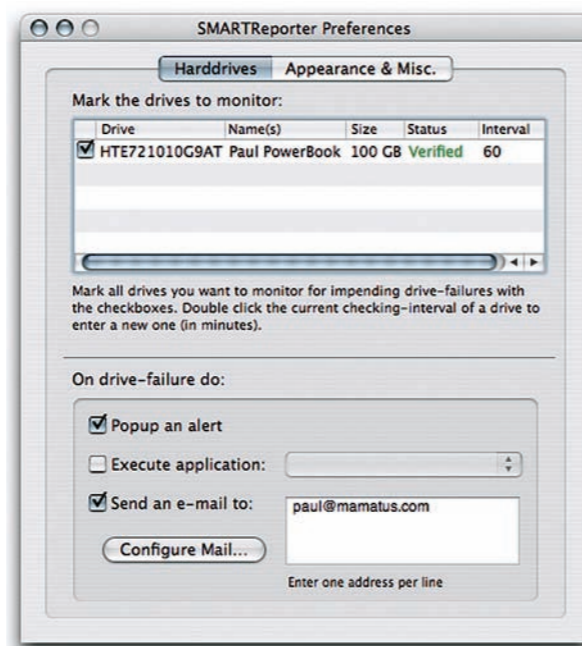 SMARTReporter Preferences
Harddrives Appearance & Misc.
Mark the drives to monitor:
Drive Name(s) Size Status Interval
HTE721010G9AT Paul PowerBook 100 GB Verified 60
Mark all drives you want to monitor for impending drive-failures with
the checkboxes. Double click the current checking-interval of a drive to
enter a new one (in minutes).
On drive-failure do:
Popup an alert
Execute application:
Send an e-mail to:
paul@mamatus.com
Configure Mail...
Enter one address per line